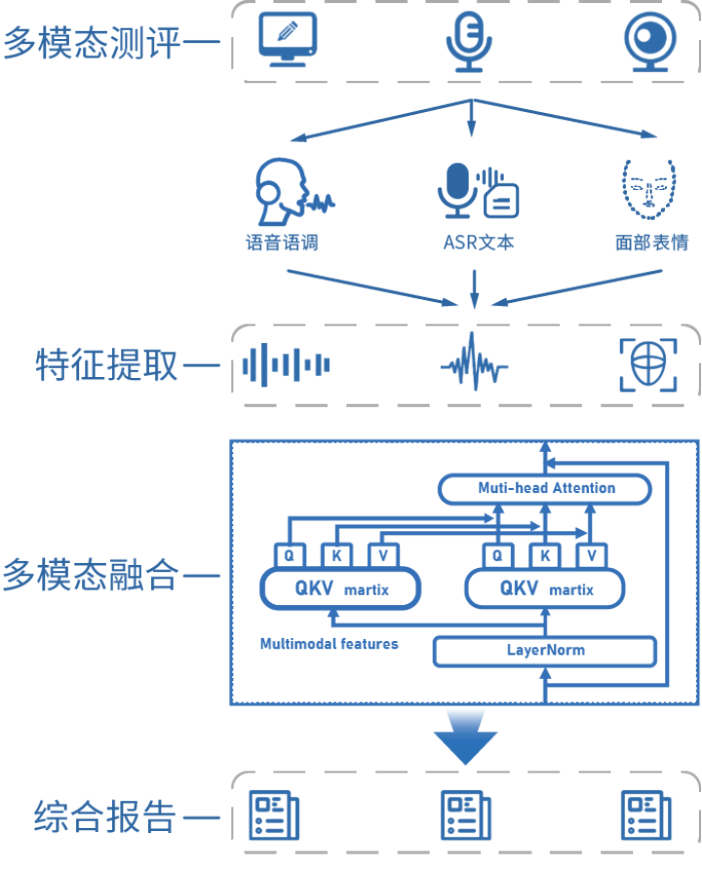 多模态测评
语音语调
ASR文本
面部表情
特征提取
多模态融合
Muti-head Attention
Q K V
Q K V
QKV martix
QKV martix
Multimodal features
LayerNorm
综合报告